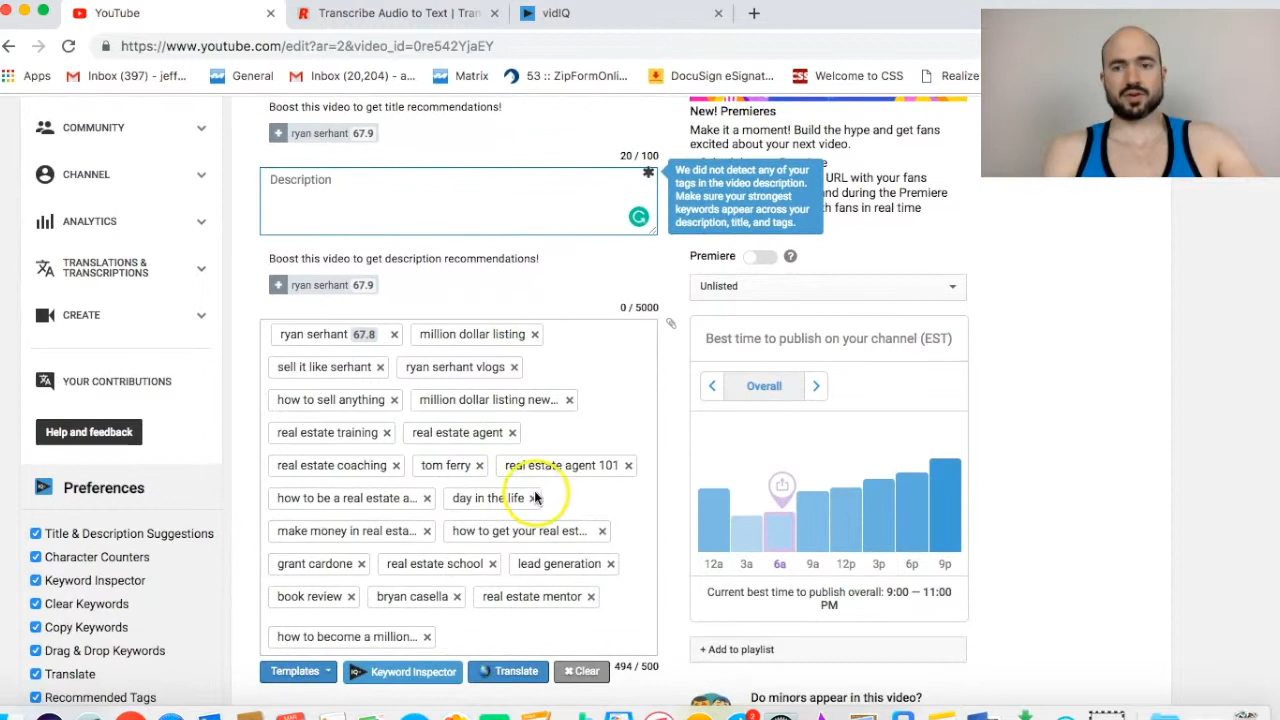 YouTube
Transcribe Audio to Text | Tran
vidIQ
https://www.youtube.com/edit?ar=2&video_id=0re542YjaEY
Apps
Inbox (397) - jeff...
General
Inbox (20,204) - a...
Matrix
53 :: ZipFormOnli...
DocuSign eSignat...
Welcome to CSS
Realize
COMMUNITY
CHANNEL
ANALYTICS
TRANSLATIONS &
TRANSCRIPTIONS
CREATE
YOUR CONTRIBUTIONS
Help and feedback
Preferences
Title & Description Suggestions
Character Counters
Keyword Inspector
Clear Keywords
Copy Keywords
Drag & Drop Keywords
Translate
Recommended Tags
Boost this video to get title recommendations!
+ ryan serhant 67.9
20 / 100
Description
We did not detect any of your
tags in the video description.
Make sure your strongest
keywords appear across your
description, title, and tags.
Boost this video to get description recommendations!
+ ryan serhant 67.9
0 / 5000
ryan serhant 67.8 × million dollar listing ×
sell it like serhant × ryan serhant vlogs ×
how to sell anything × million dollar listing new... ×
real estate training × real estate agent ×
real estate coaching × tom ferry × real estate agent 101 ×
how to be a real estate a... × day in the life
make money in real esta... × how to get your real est... ×
grant cardone × real estate school × lead generation ×
book review × bryan casella × real estate mentor ×
how to become a million... ×
Templates
Keyword Inspector
Translate
✖ Clear
494 / 500
New! Premieres
Make it a moment! Build the hype and get fans
excited about your next video.
URL with your fans
and during the Premiere
th fans in real time
Premiere
?
Unlisted
Best time to publish on your channel (EST)
Overall
12a 3a 6a 9a 12p 3p 6p 9p
Current best time to publish overall: 9:00 — 11:00
PM
+ Add to playlist
Do minors appear in this video?